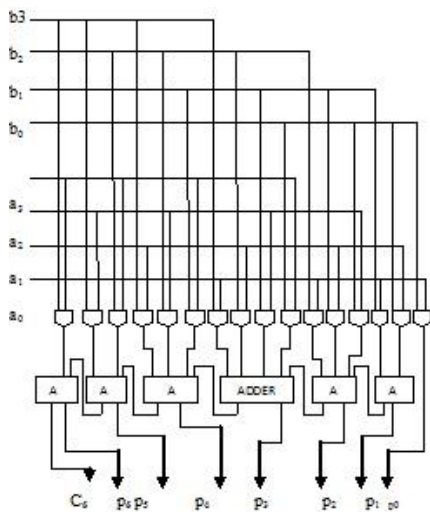 b3
b₂
b₁
b₀
a₃
a₂
a₁
a₀
A A A ADDER A A
C₆ p₆ p₅ p₄ p₃ p₂ p₁ p0